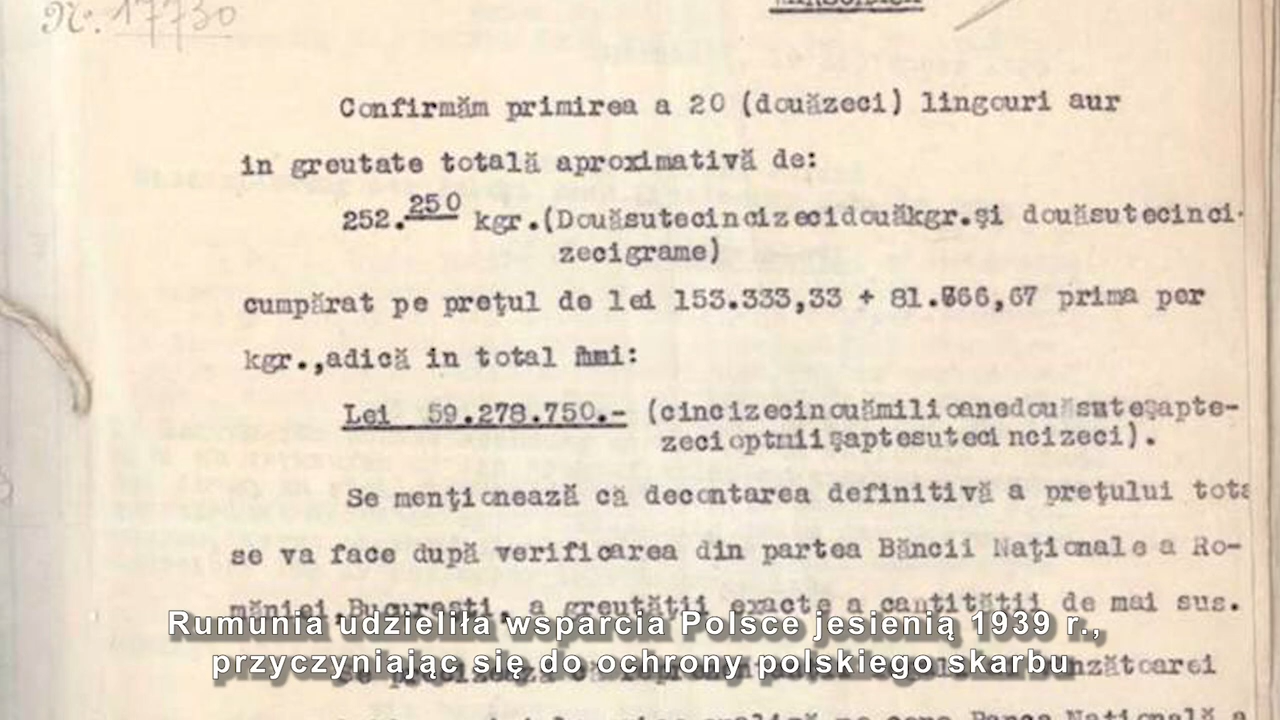 Nr. 17730
Confirmăm primirea a 20 (douăzeci) lingouri aur
in greutate totală aproximativă de:
252.250 kgr.(Douăsutecincizecidouăkgr.şi douăsutecinci-
zecigrame)
cumpărat pe preţul de lei 153.333,33 + 81.666,67 prima per
kgr.,adică in total
Lei 59.278.750.- (cincizecinouămilioanedouăsuteşapte-
zecioptmiişaptesutecincizeci).
Se menţionează că decontarea definitivă a preţului tota
se va face după verificarea din partea Băncii Naţionale a Ro-
măniei,Bucureşti, a greutăţii exacte a cantităţii de mai sus.
Rumunia udzieliła wsparcia Polsce jesienią 1939 r.,
przyczyniając się do ochrony polskiego skarbu